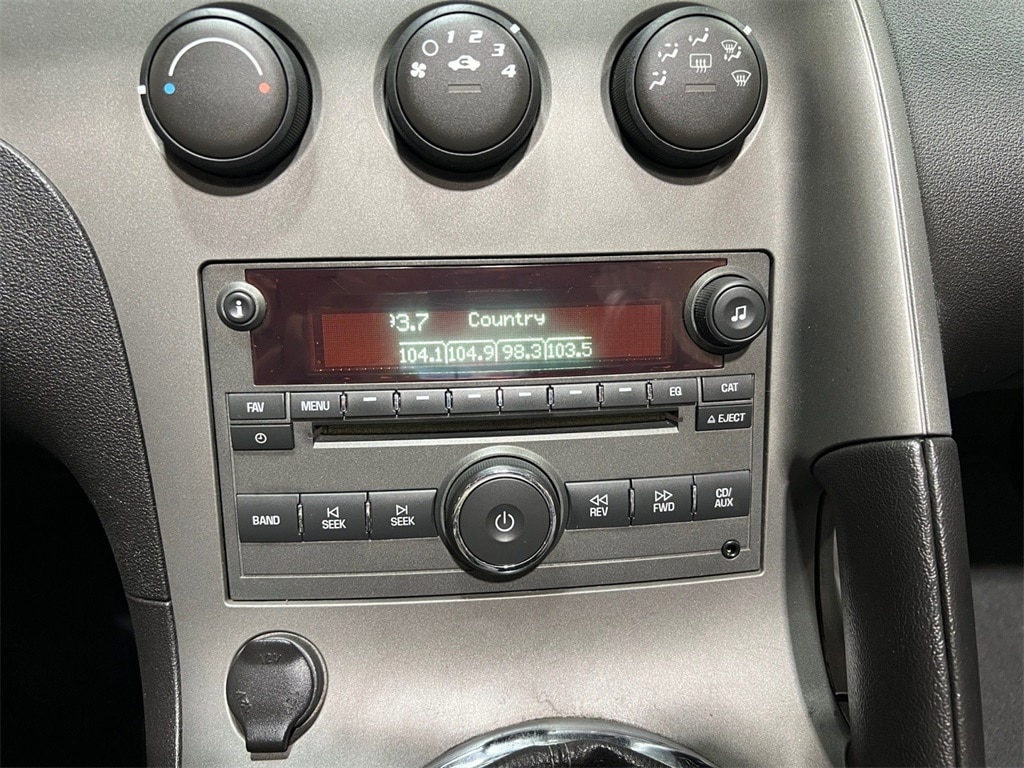 1 2 3 4
93.7 Country
104.1 104.9 98.3 103.5
i
FAV MENU EQ CAT
EJECT
BAND SEEK SEEK REV FWD CD/
AUX
12V